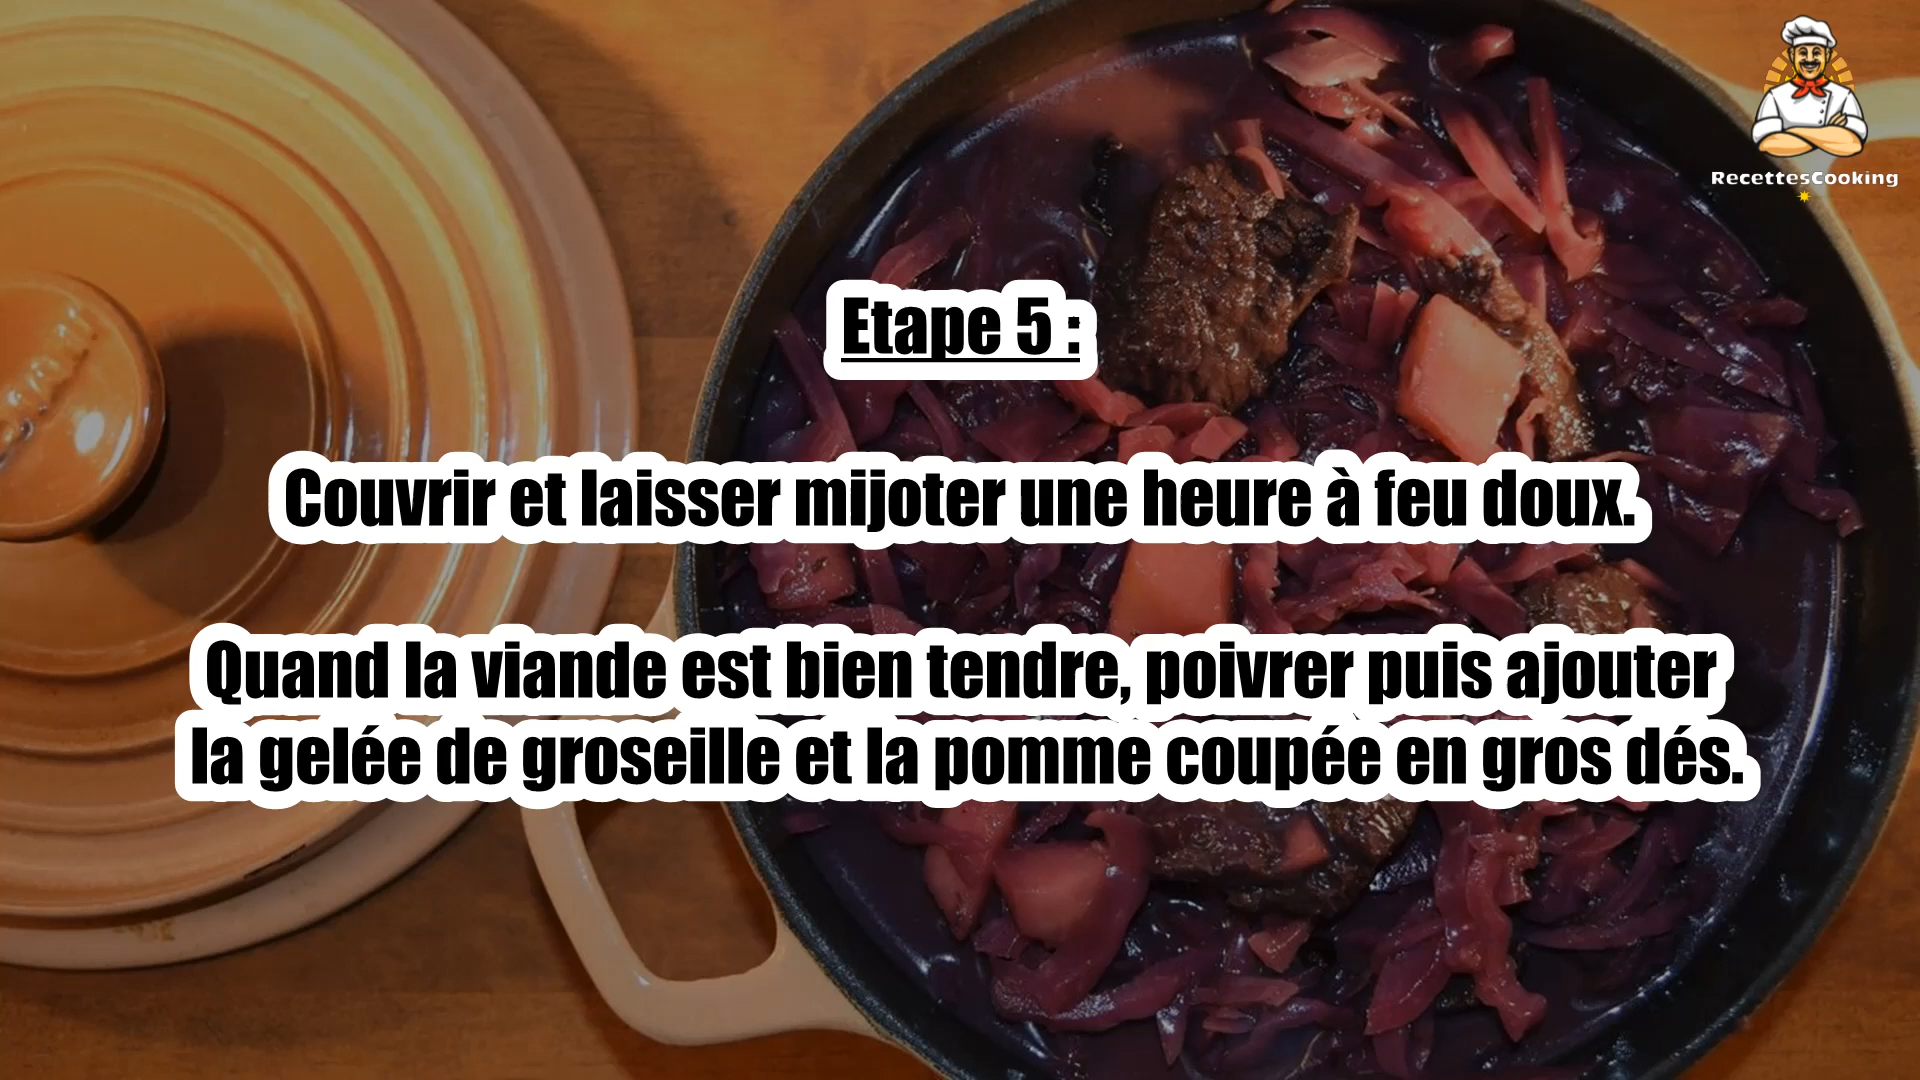 RecettesCooking
Etape 5 :
Couvrir et laisser mijoter une heure à feu doux.
Quand la viande est bien tendre, poivrer puis ajouter
la gelée de groseille et la pomme coupée en gros dés.